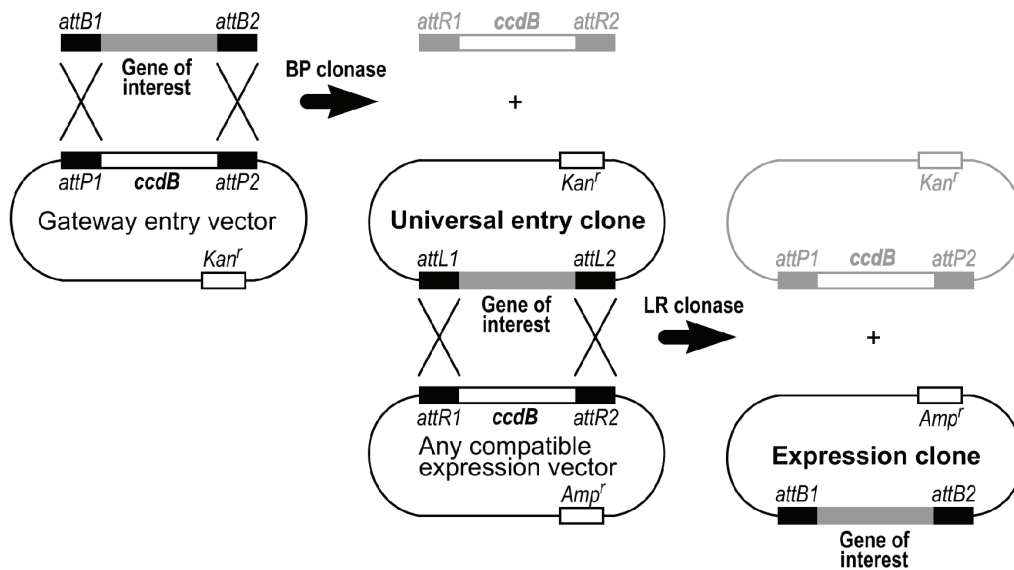 attB1
attB2
Gene of
interest
attP1
ccdB
attP2
Gateway entry vector
Kanʳ
BP clonase
attR1
ccdB
attR2
+
Kanʳ
Universal entry clone
attL1
attL2
Gene of
interest
attR1
ccdB
attR2
Any compatible
expression vector
Ampʳ
LR clonase
Kanʳ
attP1
ccdB
attP2
+
Ampʳ
Expression clone
attB1
attB2
Gene of
interest